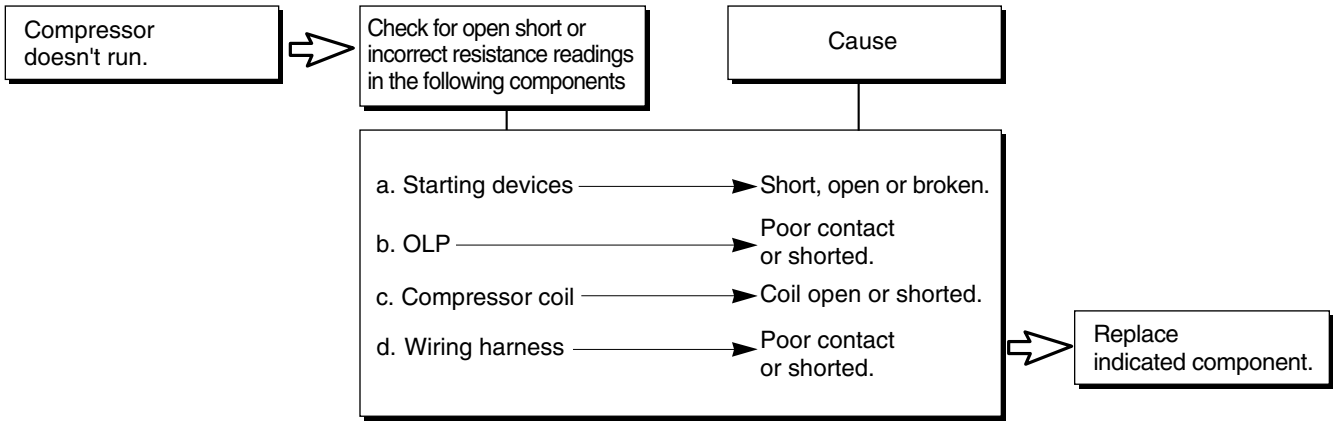 Compressor
doesn't run.
Check for open short or
incorrect resistance readings
in the following components
Cause
a. Starting devices
Short, open or broken.
b. OLP
Poor contact
or shorted.
c. Compressor coil
Coil open or shorted.
d. Wiring harness
Poor contact
or shorted.
Replace
indicated component.